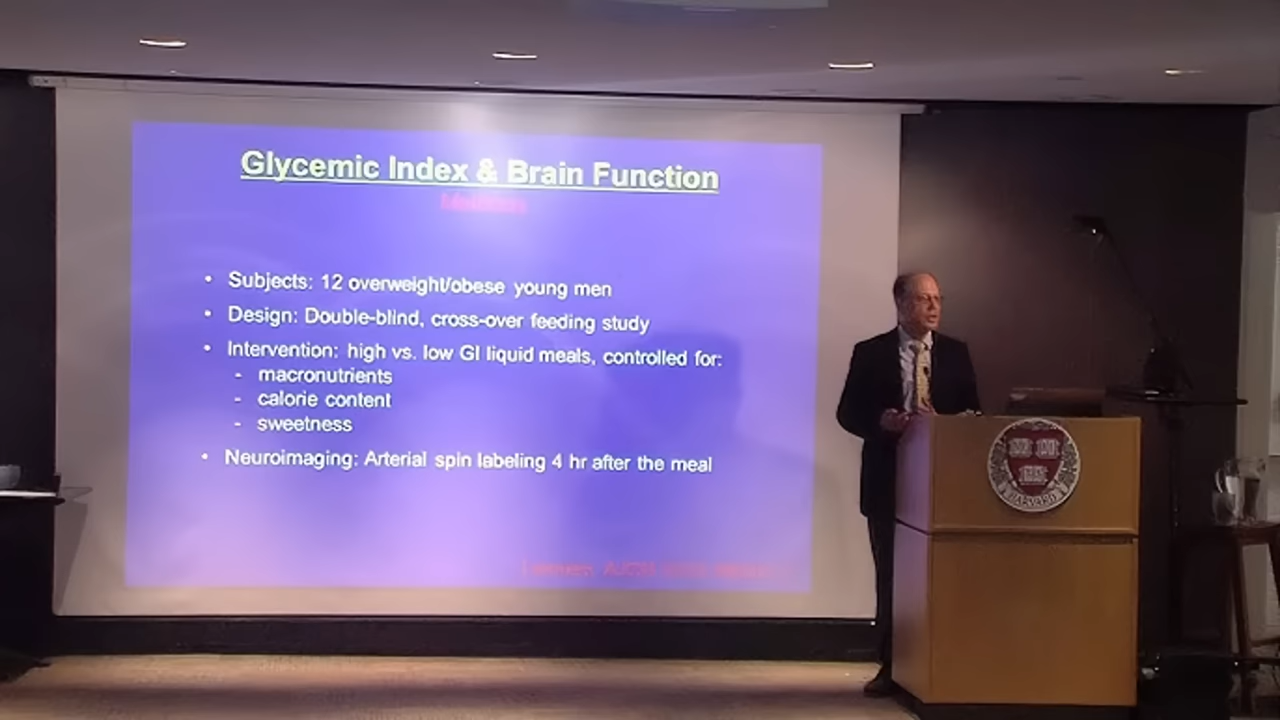 Glycemic Index & Brain Function
• Subjects: 12 overweight/obese young men
• Design: Double-blind, cross-over feeding study
• Intervention: high vs. low GI liquid meals, controlled for:
- macronutrients
- calorie content
- sweetness
• Neuroimaging: Arterial spin labeling 4 hr after the meal
HARVARD